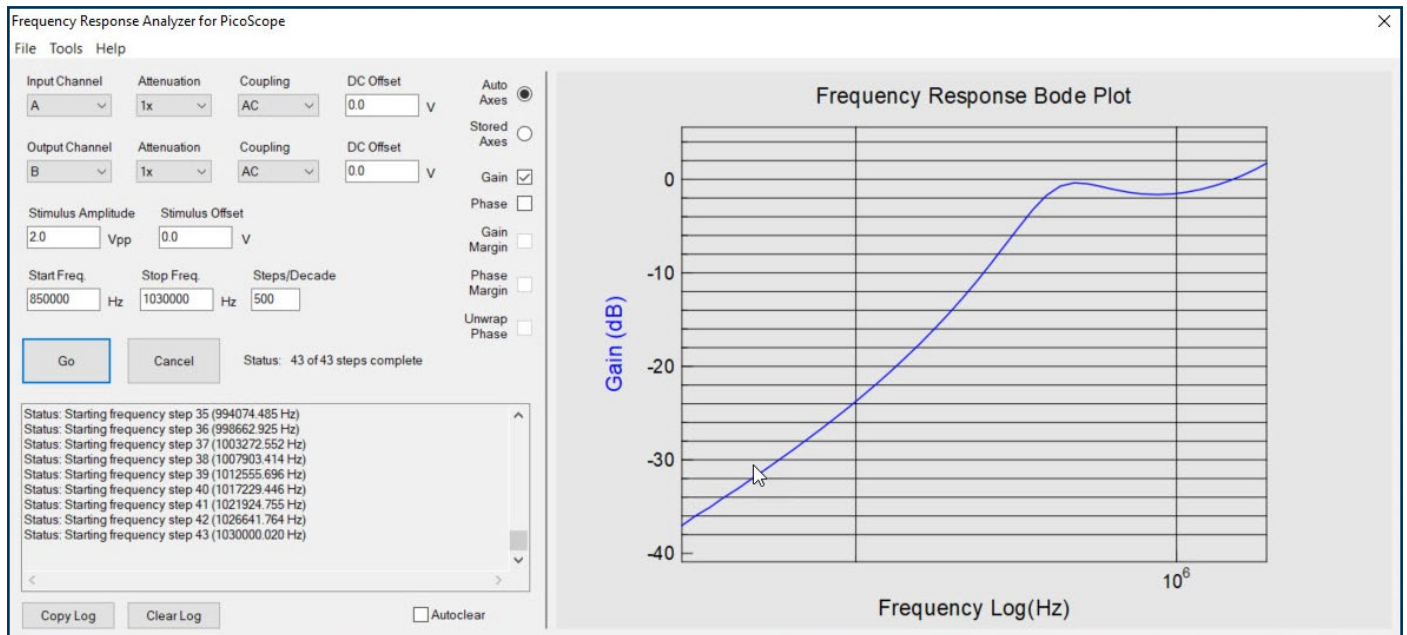 Frequency Response Analyzer for PicoScope
File Tools Help
Input Channel Attenuation Coupling DC Offset
A 1x AC 0.0 V
Output Channel Attenuation Coupling DC Offset
B 1x AC 0.0 V
Stimulus Amplitude Stimulus Offset
2.0 Vpp 0.0 V
Start Freq. Stop Freq. Steps/Decade
850000 Hz 1030000 Hz 500
Go Cancel Status: 43 of 43 steps complete
Auto
Axes
Stored
Axes
Gain
Phase
Gain
Margin
Phase
Margin
Unwrap
Phase
Status: Starting frequency step 35 (994074.485 Hz)
Status: Starting frequency step 36 (998662.925 Hz)
Status: Starting frequency step 37 (1003272.552 Hz)
Status: Starting frequency step 38 (1007903.414 Hz)
Status: Starting frequency step 39 (1012555.696 Hz)
Status: Starting frequency step 40 (1017229.446 Hz)
Status: Starting frequency step 41 (1021924.755 Hz)
Status: Starting frequency step 42 (1026641.764 Hz)
Status: Starting frequency step 43 (1030000.020 Hz)
Copy Log Clear Log Autoclear
Frequency Response Bode Plot
Gain (dB)
0
-10
-20
-30
-40
10⁶
Frequency Log(Hz)